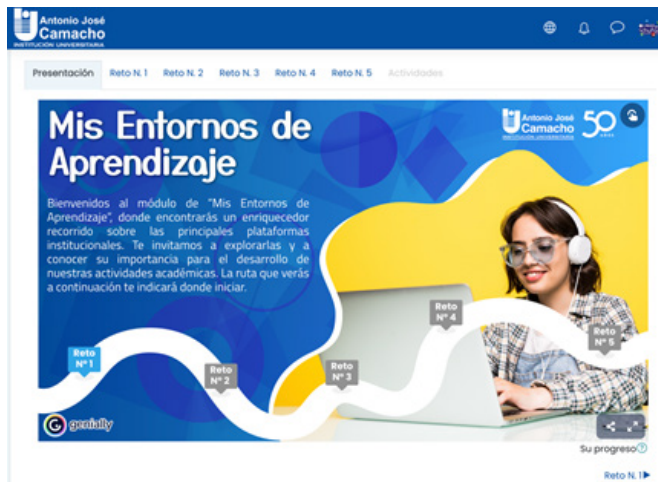 Antonio José
Camacho
INSTITUCIÓN UNIVERSITARIA
Presentación Reto N. 1 Reto N. 2 Reto N. 3 Reto N. 4 Reto N. 5 Actividades
Mis Entornos de
Aprendizaje
Antonio José
Camacho
INSTITUCIÓN UNIVERSITARIA
50
AÑOS
Bienvenidos al módulo de "Mis Entornos de
Aprendizaje", donde encontrarás un enriquecedor
recorrido sobre las principales plataformas
institucionales. Te invitamos a explorarlas y a
conocer su importancia para el desarrollo de
nuestras actividades académicas. La ruta que verás
a continuación te indicará donde iniciar.
Reto
Nº 1
Reto
Nº 2
Reto
Nº 3
Reto
Nº 4
Reto
Nº 5
G genially
Su progreso ?
Reto N. 1